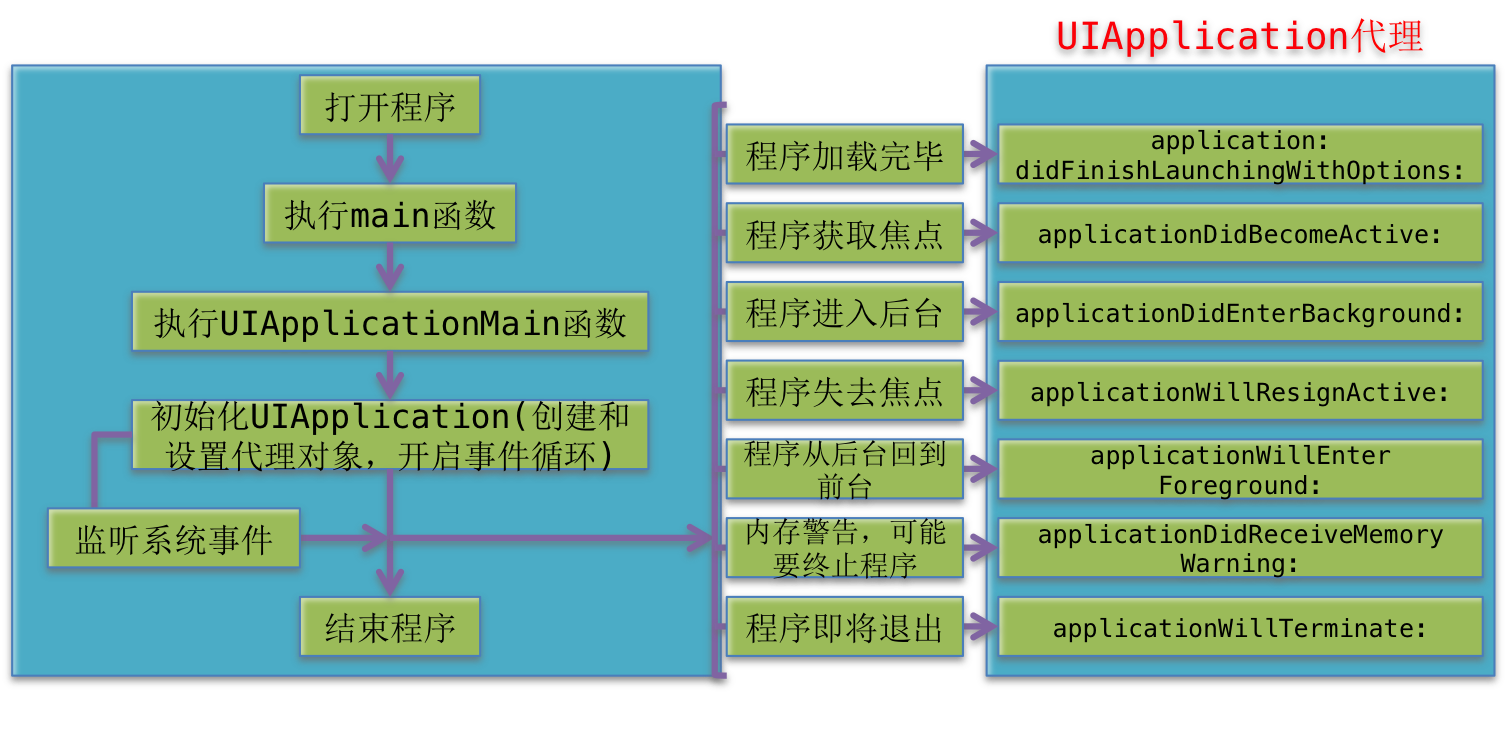 UIApplication代理
打开程序
执行main函数
执行UIApplicationMain函数
初始化UIApplication(创建和
设置代理对象，开启事件循环)
监听系统事件
结束程序
程序加载完毕
application:
didFinishLaunchingWithOptions:
程序获取焦点
applicationDidBecomeActive:
程序进入后台
applicationDidEnterBackground:
程序失去焦点
applicationWillResignActive:
程序从后台回到
前台
applicationWillEnter
Foreground:
内存警告，可能
要终止程序
applicationDidReceiveMemory
Warning:
程序即将退出
applicationWillTerminate: